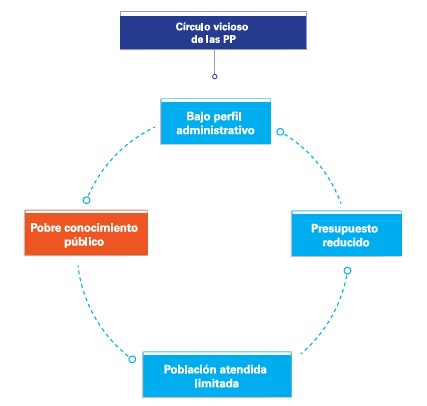 Círculo vicioso
de las PP
Bajo perfil
administrativo
Pobre conocimiento
público
Presupuesto
reducido
Población atendida
limitada